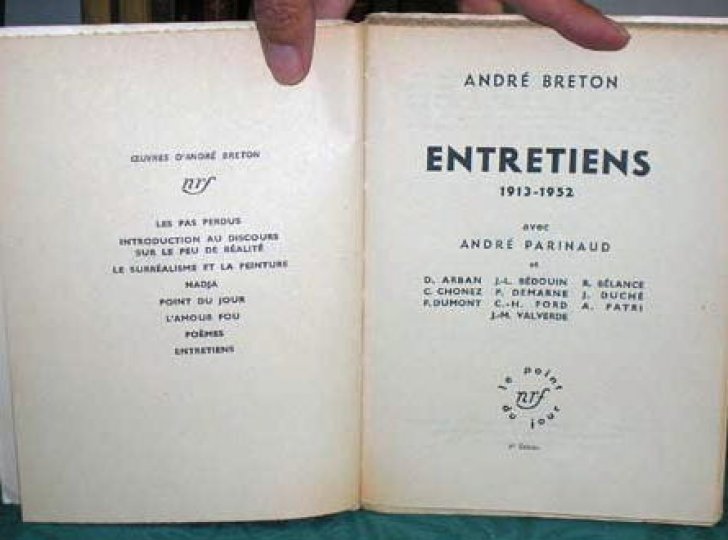 ŒUVRES D'ANDRÉ BRETON
nrf
LES PAS PERDUS
INTRODUCTION AU DISCOURS
SUR LE PEU DE RÉALITÉ
LE SURRÉALISME ET LA PEINTURE
NADJA
POINT DU JOUR
L'AMOUR FOU
POÈMES
ENTRETIENS
ANDRÉ BRETON
ENTRETIENS
1913-1952
avec
ANDRÉ PARINAUD
et
D. ARBAN J.-L. BÉDOUIN R. BÉLANCE
C. CHONEZ P. DEMARNE J. DUCHÉ
F. DUMONT C.-H. FORD A. PATRI
J.-M. VALVERDE
le point
nrf
du jour